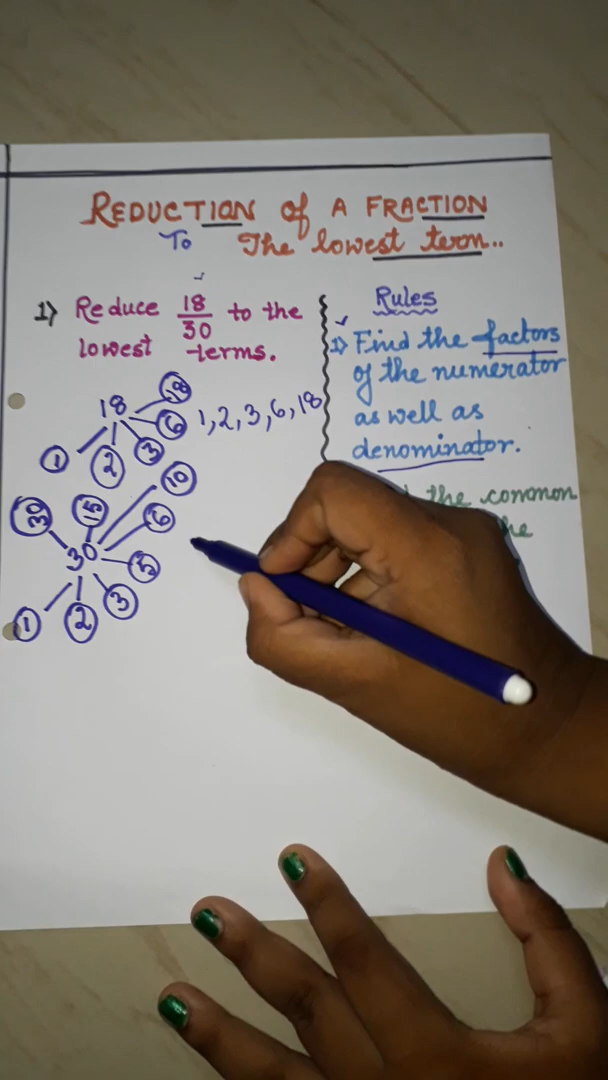 REDUCTION of A FRACTION
To The lowest term..
1) Reduce 18/30 to the
lowest terms.
18
1 2 3 6 18
1,2,3,6,18
30
1 2 3 5 6 10 15 30
Rules
1) Find the factors
of the numerator
as well as
denominator.
the common